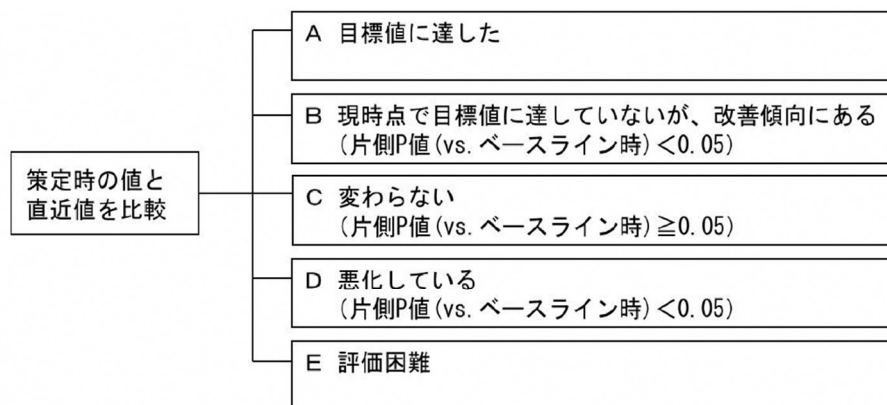 策定時の値と
直近値を比較
A 目標値に達した
B 現時点で目標値に達していないが、改善傾向にある
(片側P値(vs.ベースライン時)<0.05)
C 変わらない
(片側P値(vs.ベースライン時)≧0.05)
D 悪化している
(片側P値(vs.ベースライン時)<0.05)
E 評価困難